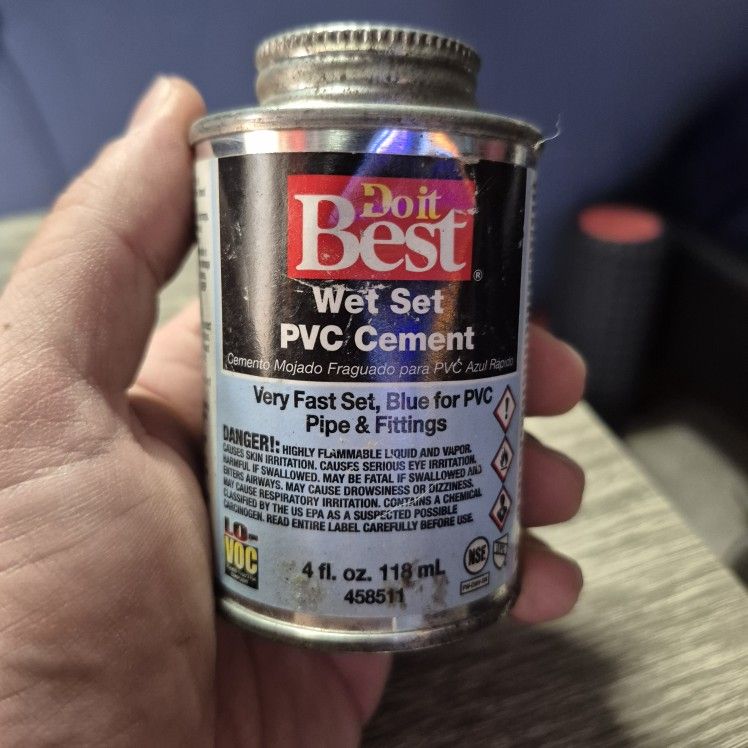 Do it
Best®
Wet Set
PVC Cement
Cemento Mojado Fraguado para PVC Azul Rapido
Very Fast Set, Blue for PVC
Pipe & Fittings
DANGER!: HIGHLY FLAMMABLE LIQUID AND VAPOR.
CAUSES SKIN IRRITATION. CAUSES SERIOUS EYE IRRITATION.
HARMFUL IF SWALLOWED. MAY BE FATAL IF SWALLOWED AND
ENTERS AIRWAYS. MAY CAUSE DROWSINESS OR DIZZINESS.
MAY CAUSE RESPIRATORY IRRITATION. CONTAINS A CHEMICAL
CLASSIFIED BY THE US EPA AS A SUSPECTED POSSIBLE
CARCINOGEN. READ ENTIRE LABEL CAREFULLY BEFORE USE.
LO
VOC
NSF
4 fl. oz. 118 mL
458511